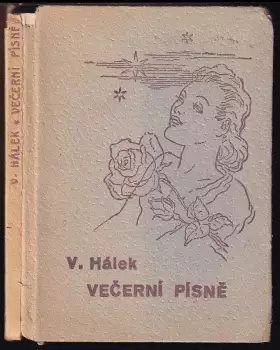 V. HÁLEK * VEČERNÍ PÍSNĚ
V. Hálek
VEČERNÍ PÍSNĚ